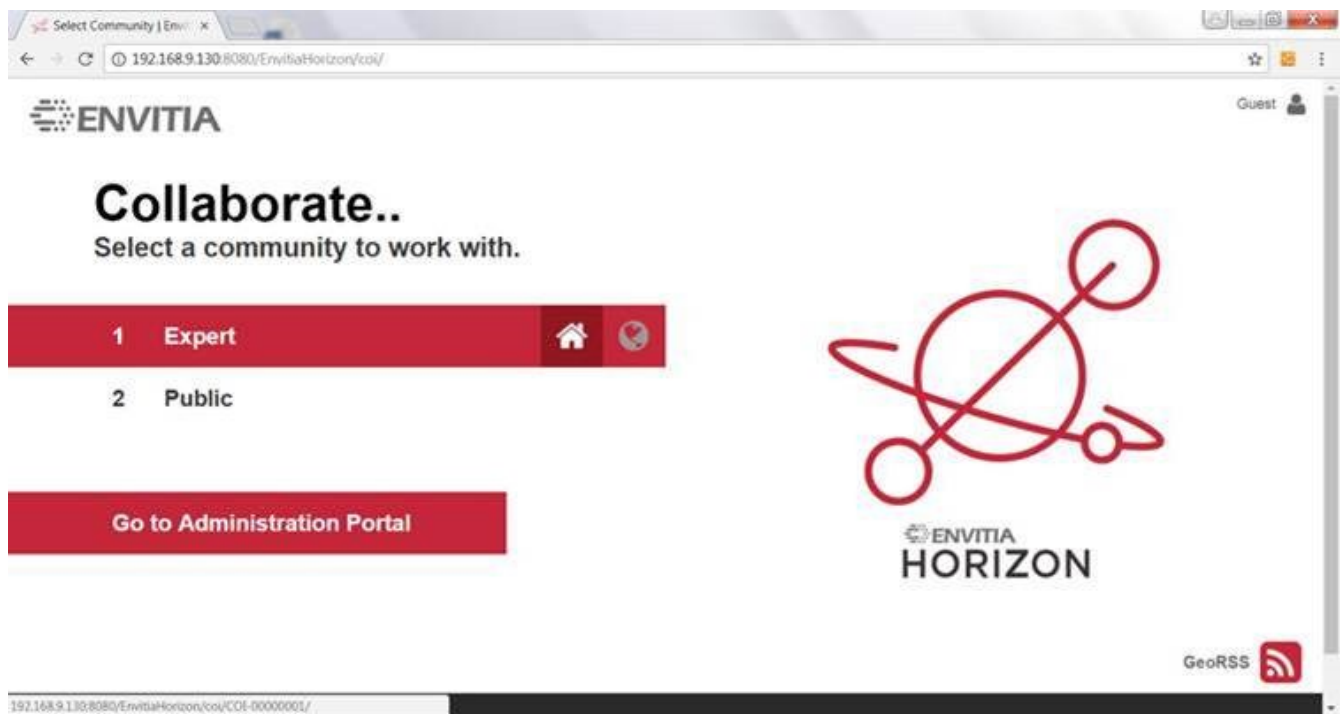 Select Community | Envi
192.168.9.130:8080/EnvitiaHorizon/coi/
ENVITIA
Guest
Collaborate..
Select a community to work with.
1 Expert
2 Public
Go to Administration Portal
ENVITIA
HORIZON
GeoRSS
192.168.9.130:8080/EnvitiaHorizon/coi/COI-00000001/